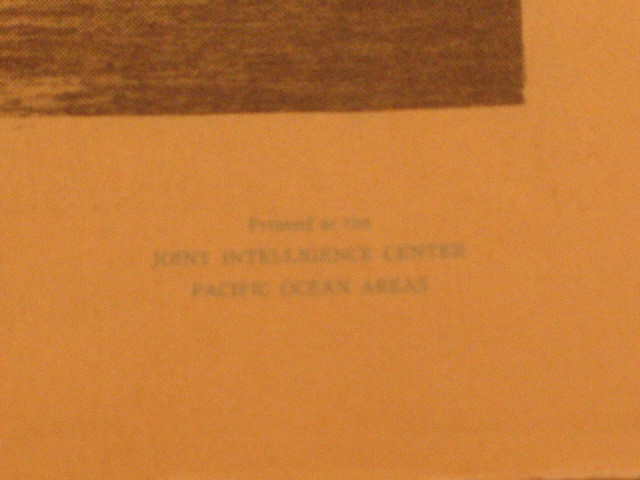 Printed at the
JOINT INTELLIGENCE CENTER
PACIFIC OCEAN AREAS